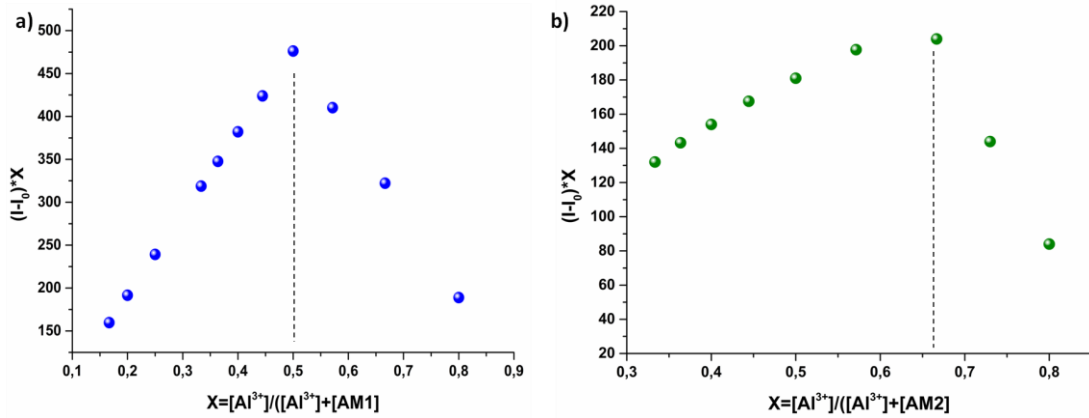 a)
500
450
400
350
300
250
200
150
(I-I₀)*X
0,1 0,2 0,3 0,4 0,5 0,6 0,7 0,8 0,9
X=[Al³⁺]/([Al³⁺]+[AM1]
b)
220
200
180
160
140
120
100
80
60
40
20
(I-I₀)*X
0,3 0,4 0,5 0,6 0,7 0,8
X=[Al³⁺]/([Al³⁺]+[AM2]